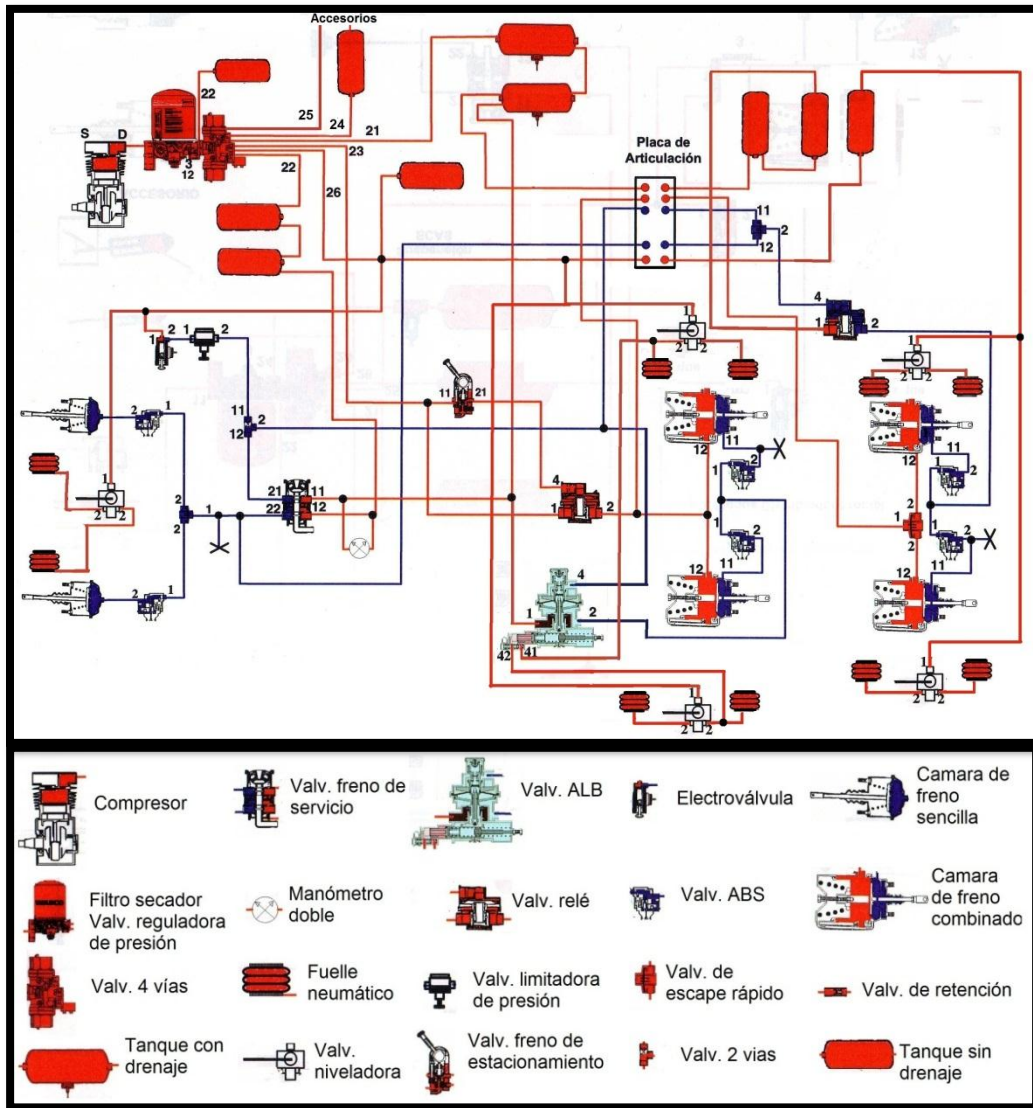 Accesorios
S
D
22
3
12
25
24
21
23
22
26
Placa de
Articulación
11
12
2
4
1
2
1
2 2
1
2 2
2
1
1
2
11
12
2
11
21
2
1
1
2 2
2
2
1
21
22
11
12
4
1
2
12
11
1
2
1
2
12
11
12
11
1
2
1
2
1
2
12
11
4
1
2
42
41
1
2 2
1
2 2
2
1
Compresor
Valv. freno de
servicio
Valv. ALB
Electroválvula
Camara de
freno
sencilla
Filtro secador
Valv. reguladora
de presión
Manómetro
doble
Valv. relé
Valv. ABS
Camara
de freno
combinado
Valv. 4 vías
Fuelle
neumático
Valv. limitadora
de presión
Valv. de
escape rápido
Valv. de retención
Tanque con
drenaje
Valv.
niveladora
Valv. freno de
estacionamiento
Valv. 2 vias
Tanque sin
drenaje